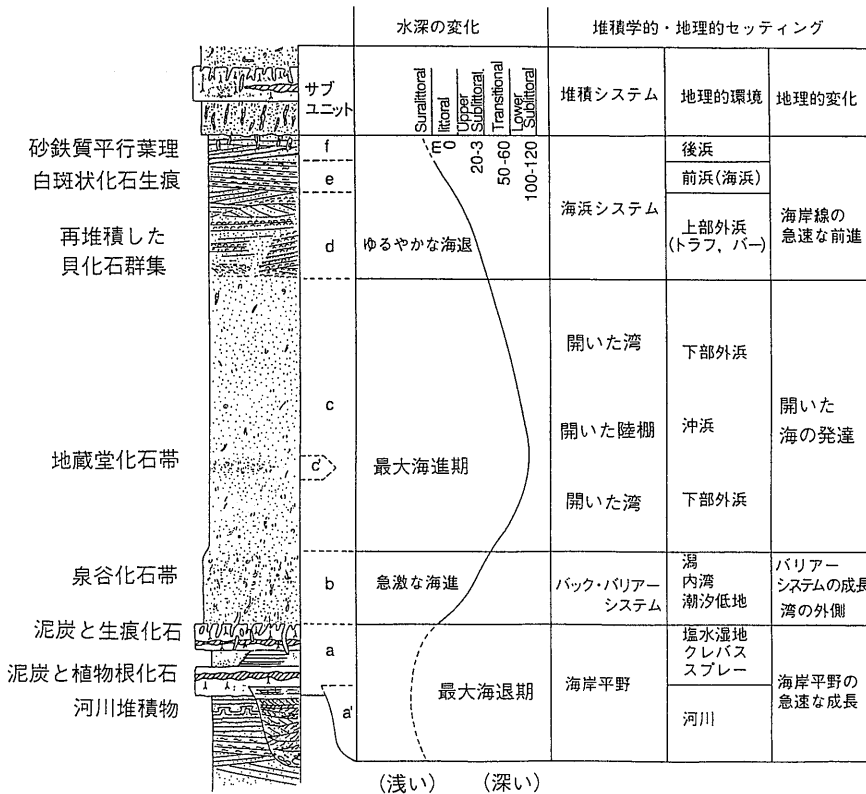 水深の変化
堆積学的・地理的セッティング
サブ
ユニット
Suralittoral
littoral
Upper
Sublittoral
Transitional
Lower
Sublittoral
m
0
20-3
50-60
100-120
堆積システム
地理的環境
地理的変化
砂鉄質平行葉理
白斑状化石生痕
再堆積した
貝化石群集
地蔵堂化石帯
泉谷化石帯
泥炭と生痕化石
泥炭と植物根化石
河川堆積物
f
e
d
c
c'
b
a
a'
ゆるやかな海退
最大海進期
急激な海進
最大海退期
(浅い)
(深い)
海浜システム
開いた湾
開いた陸棚
開いた湾
バック・バリアー
システム
海岸平野
後浜
前浜(海浜)
上部外浜
(トラフ,バー)
下部外浜
沖浜
下部外浜
潟
内湾
潮汐低地
塩水湿地
クレバス
スプレー
河川
海岸線の
急速な前進
開いた
海の発達
バリアー
システムの成長
湾の外側
海岸平野の
急速な成長